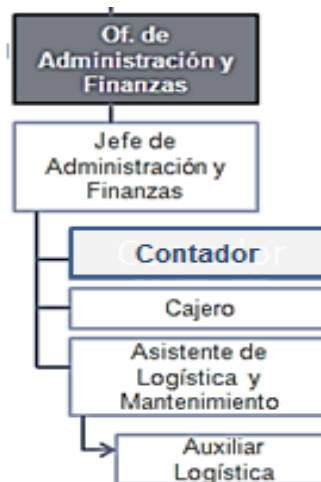 Of. de
Administración y
Finanzas
Jefe de
Administración y
Finanzas
Contador
Cajero
Asistente de
Logística y
Mantenimiento
Auxiliar
Logística